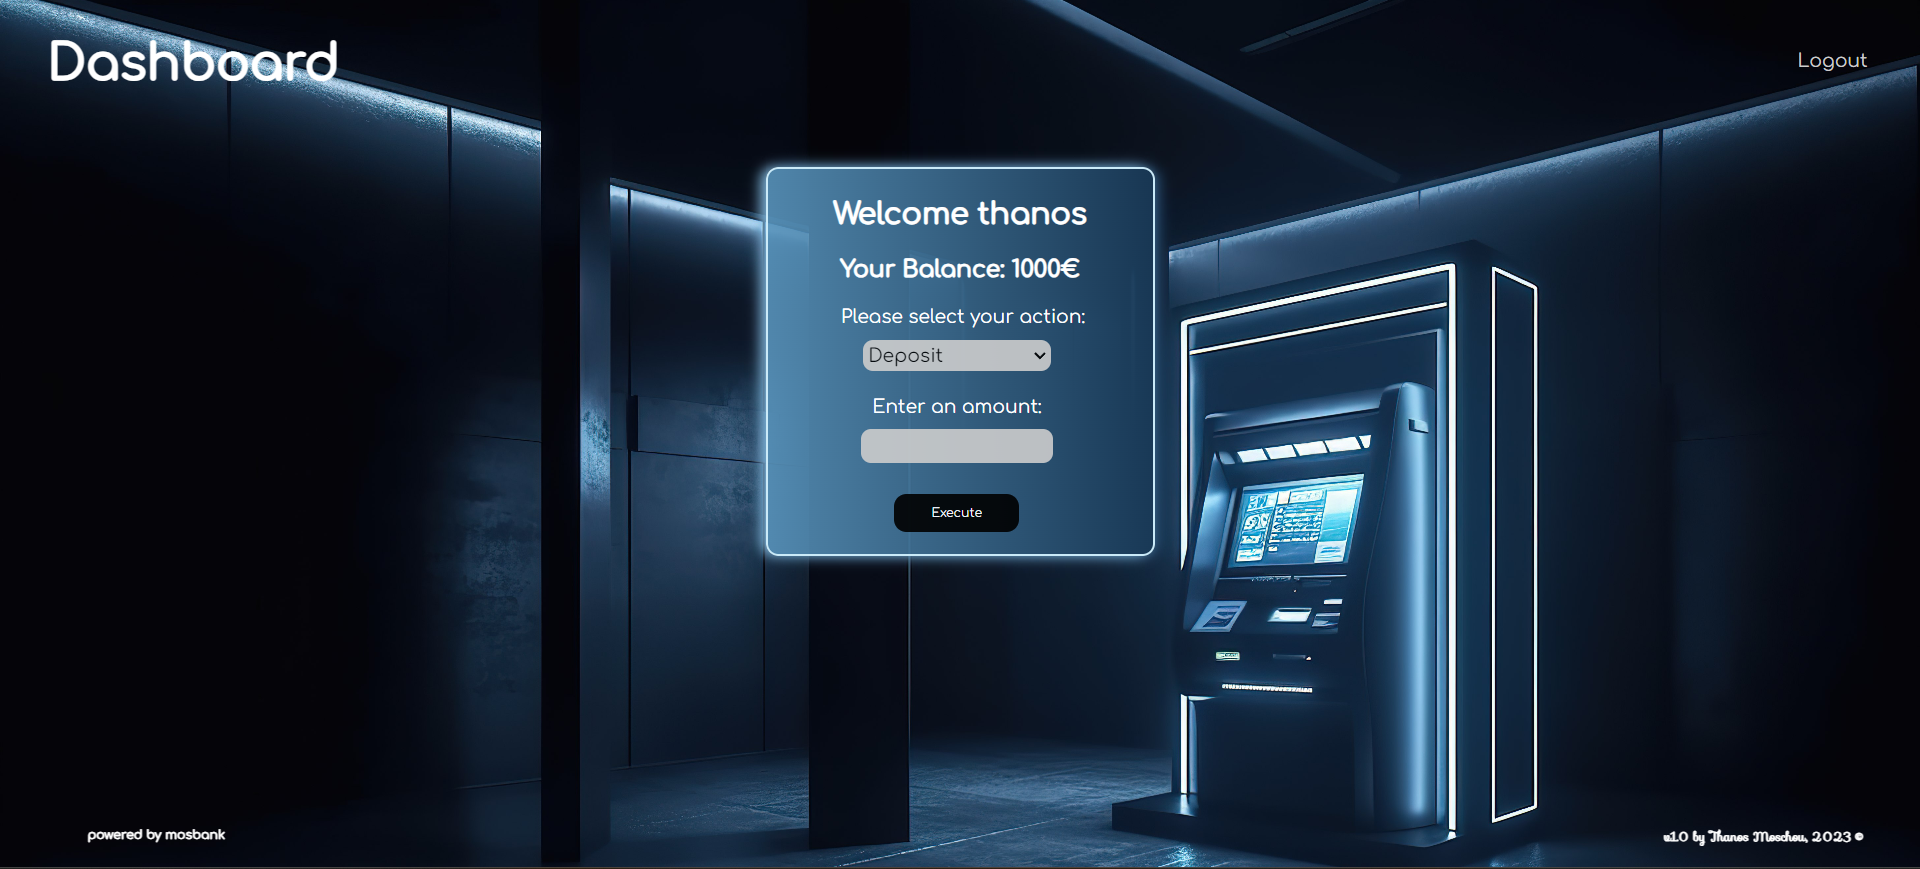 Dashboard
Logout
Welcome thanos
Your Balance: 1000€
Please select your action:
Deposit
Enter an amount:
Execute
powered by mosbank
v1.0 by Thanos Moschou, 2023 ©